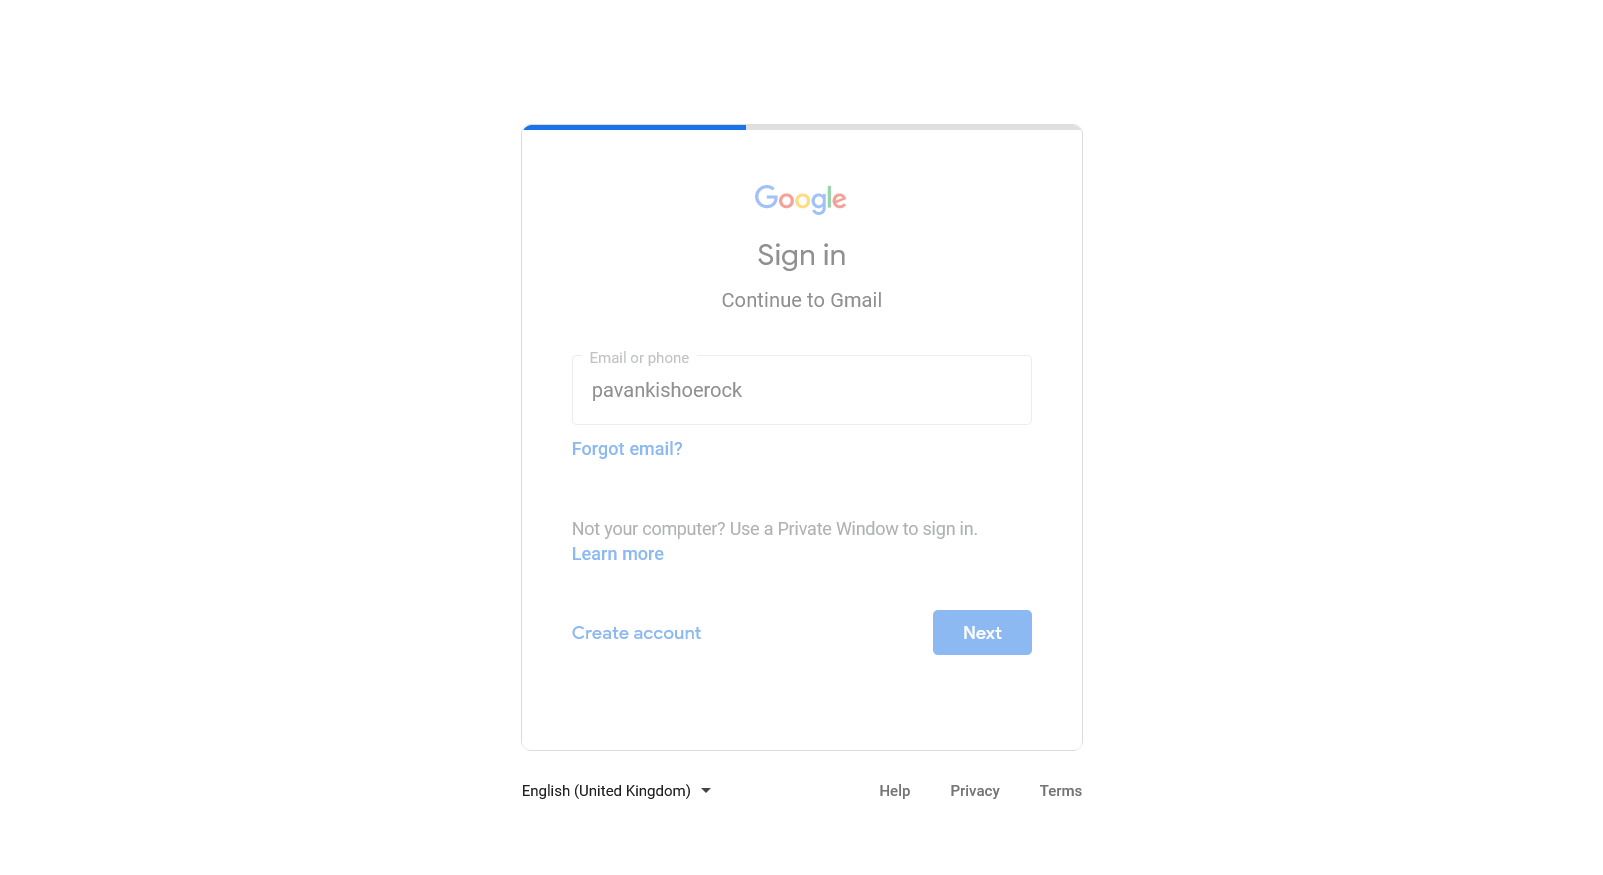 Google
Sign in
Continue to Gmail
Email or phone
pavankishoerock
Forgot email?
Not your computer? Use a Private Window to sign in.
Learn more
Create account
Next
English (United Kingdom)
Help
Privacy
Terms